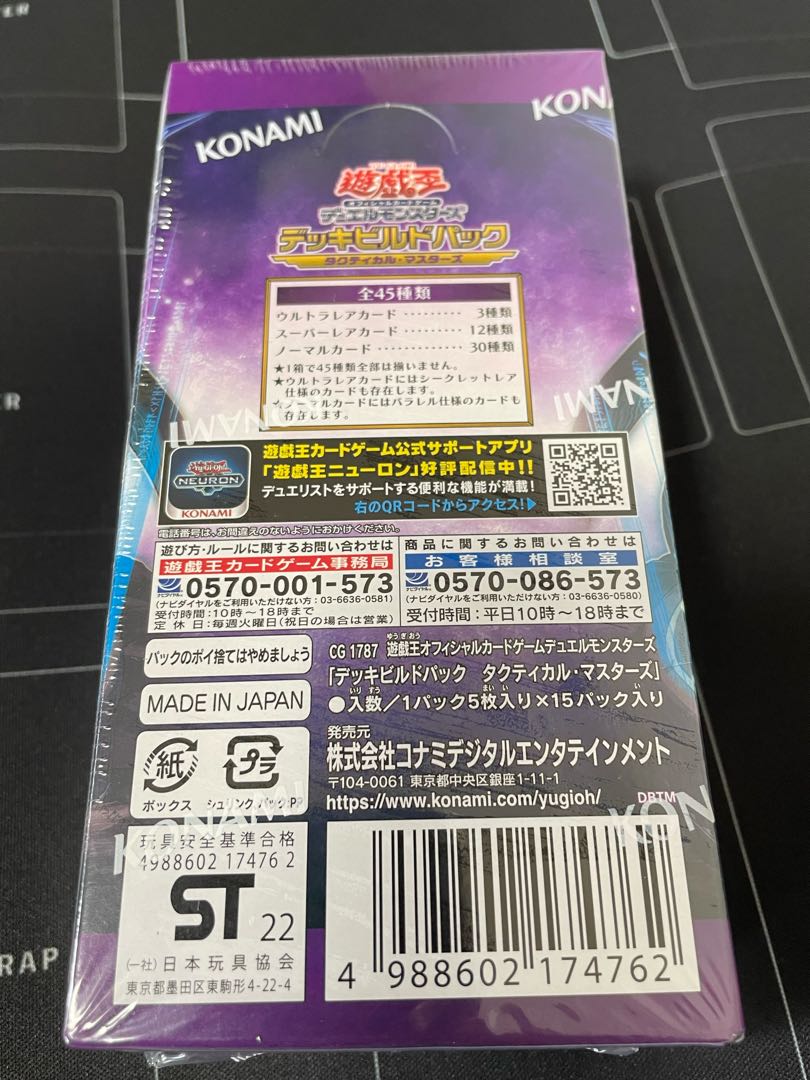 KONAMI
KONA
遊戯王
オフィシャルカードゲーム
デュエルモンスターズ
デッキビルドパック
タクティカル・マスターズ
全45種類
ウルトラレアカード ……… 3種類
スーパーレアカード ……… 12種類
ノーマルカード ………… 30種類
★1箱で45種類全部は揃いません。
★ウルトラレアカードにはシークレットレア
仕様のカードも存在します。
☆ノーマルカードにはパラレル仕様のカードも
存在します。
KONAMI
KONAMI
Yu-Gi-Oh!
NEURON
KONAMI
遊戯王カードゲーム公式サポートアプリ
「遊戯王ニューロン」好評配信中!!
デュエリストをサポートする便利な機能が満載!
右のQRコードからアクセス!▶
電話番号は、お間違えのないようにおかけください。
遊び方・ルールに関するお問い合わせは
遊戯王カードゲーム事務局
ナビダイヤル 0570-001-573
(ナビダイヤルをご利用いただけない方:03-6636-0581)
受付時間:10時~18時まで
定休日:毎週火曜日(祝日の場合は営業)
商品に関するお問い合わせは
お客様相談室
ナビダイヤル 0570-086-573
(ナビダイヤルをご利用いただけない方:03-6636-0580)
受付時間:平日10時~18時まで
パックのポイ捨てはやめましょう
MADE IN JAPAN
紙
ボックス
プラ
シュリンク,パック:PP
CG 1787 遊戯王オフィシャルカードゲームデュエルモンスターズ
「デッキビルドパック タクティカル・マスターズ」
●入数/1パック5枚入り×15パック入り
発売元
株式会社コナミデジタルエンタテインメント
〒104-0061 東京都中央区銀座1-11-1
https://www.konami.com/yugioh/
DBTM
KONAMI
KONA
玩具安全基準合格
4988602 17476 2
ST 22
(一社)日本玩具協会
東京都墨田区東駒形4-22-4
4 988602 174762
RAP